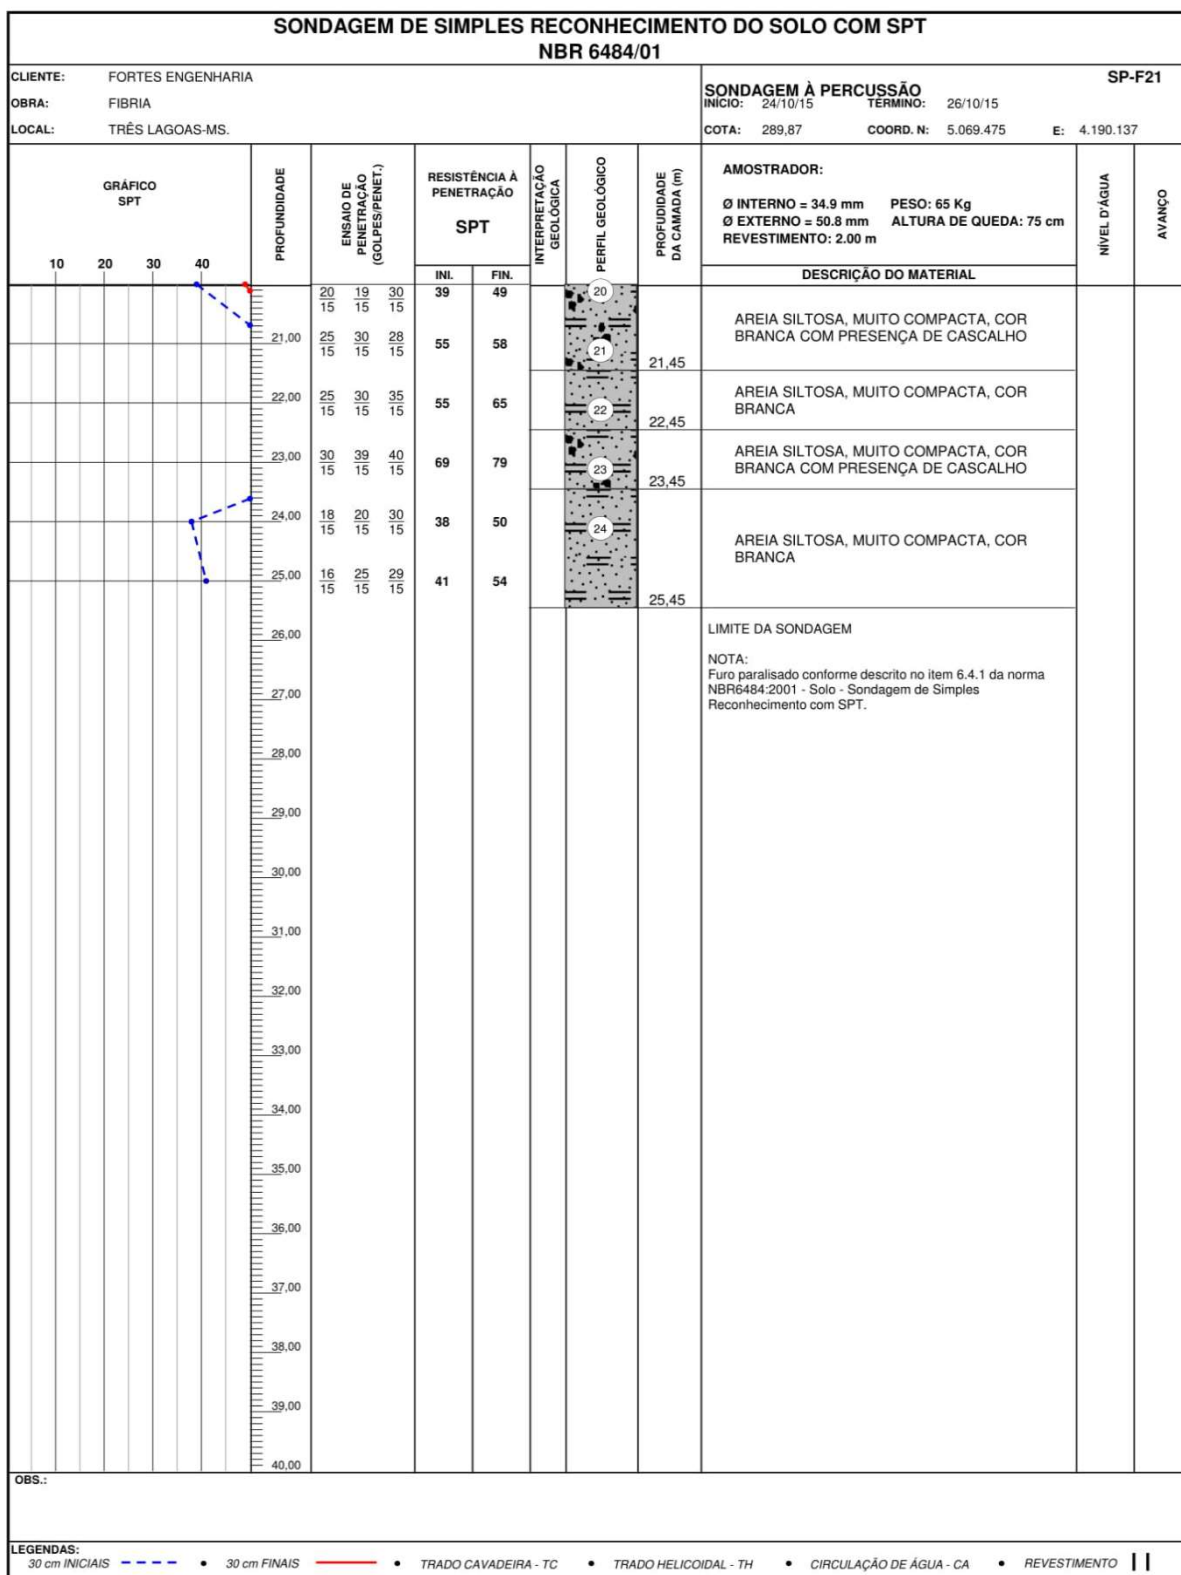 SONDAGEM DE SIMPLES RECONHECIMENTO DO SOLO COM SPT
NBR 6484/01
CLIENTE: FORTES ENGENHARIA
OBRA: FIBRIA
LOCAL: TRÊS LAGOAS-MS.
SONDAGEM À PERCUSSÃO SP-F21
INÍCIO: 24/10/15 TÉRMINO: 26/10/15
COTA: 289,87 COORD. N: 5.069.475 E: 4.190.137
GRÁFICO
SPT
10 20 30 40
PROFUNDIDADE
ENSAIO DE
PENETRAÇÃO
(GOLPES/PENET.)
RESISTÊNCIA À
PENETRAÇÃO
SPT
INI. FIN.
INTERPRETAÇÃO
GEOLÓGICA
PERFIL GEOLÓGICO
PROFUDIDADE
DA CAMADA (m)
AMOSTRADOR:
Ø INTERNO = 34.9 mm PESO: 65 Kg
Ø EXTERNO = 50.8 mm ALTURA DE QUEDA: 75 cm
REVESTIMENTO: 2.00 m
DESCRIÇÃO DO MATERIAL
NÍVEL D'ÁGUA
AVANÇO
20 19 30 39 49 20
15 15 15
AREIA SILTOSA, MUITO COMPACTA, COR
BRANCA COM PRESENÇA DE CASCALHO
21,00 25 30 28 55 58 21
15 15 15
21,45
AREIA SILTOSA, MUITO COMPACTA, COR
BRANCA
22,00 25 30 35 55 65 22
15 15 15
22,45
AREIA SILTOSA, MUITO COMPACTA, COR
BRANCA COM PRESENÇA DE CASCALHO
23,00 30 39 40 69 79 23
15 15 15
23,45
24,00 18 20 30 38 50 24
15 15 15
AREIA SILTOSA, MUITO COMPACTA, COR
BRANCA
25,00 16 25 29 41 54
15 15 15
25,45
LIMITE DA SONDAGEM
NOTA:
Furo paralisado conforme descrito no item 6.4.1 da norma
NBR6484:2001 - Solo - Sondagem de Simples
Reconhecimento com SPT.
26,00
27,00
28,00
29,00
30,00
31,00
32,00
33,00
34,00
35,00
36,00
37,00
38,00
39,00
40,00
OBS.:
LEGENDAS:
30 cm INICIAIS • 30 cm FINAIS • TRADO CAVADEIRA - TC • TRADO HELICOIDAL - TH • CIRCULAÇÃO DE ÁGUA - CA • REVESTIMENTO